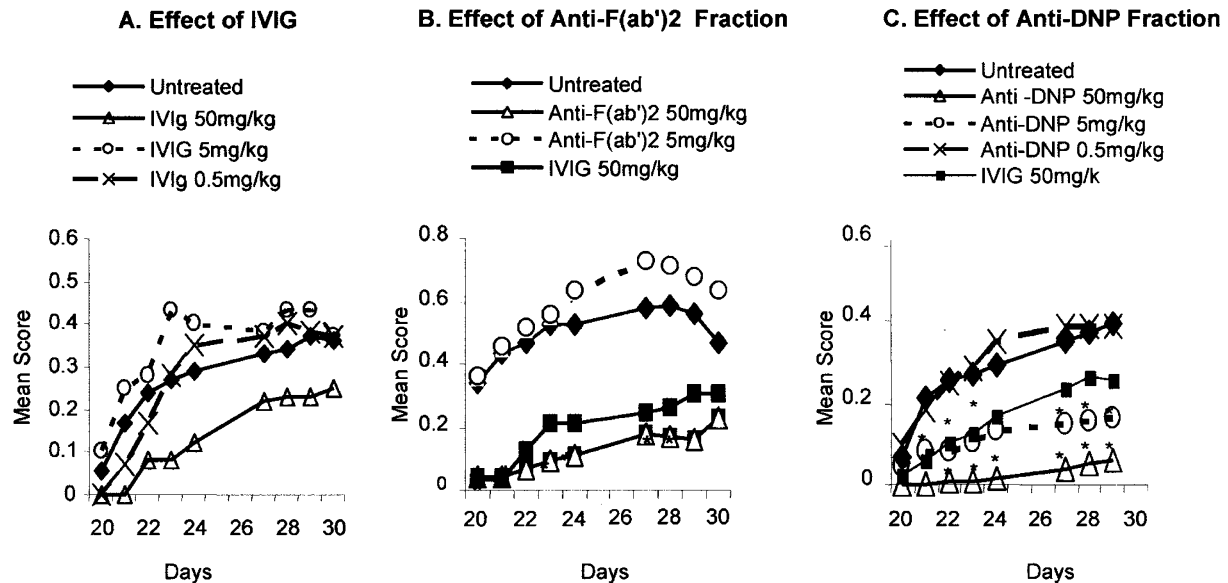 A. Effect of IVIG
Untreated
IVIg 50mg/kg
IVIG 5mg/kg
IVIg 0.5mg/kg
Mean Score
0.6
0.5
0.4
0.3
0.2
0.1
0
20 22 24 26 28 30
Days
B. Effect of Anti-F(ab')2 Fraction
Untreated
Anti-F(ab')2 50mg/kg
Anti-F(ab')2 5mg/kg
IVIG 50mg/kg
Mean Score
0.8
0.6
0.4
0.2
0.0
20 22 24 26 28 30
Days
C. Effect of Anti-DNP Fraction
Untreated
Anti -DNP 50mg/kg
Anti-DNP 5mg/kg
Anti-DNP 0.5mg/kg
IVIG 50mg/k
Mean Score
0.6
0.4
0.2
0
20 22 24 26 28 30
Days